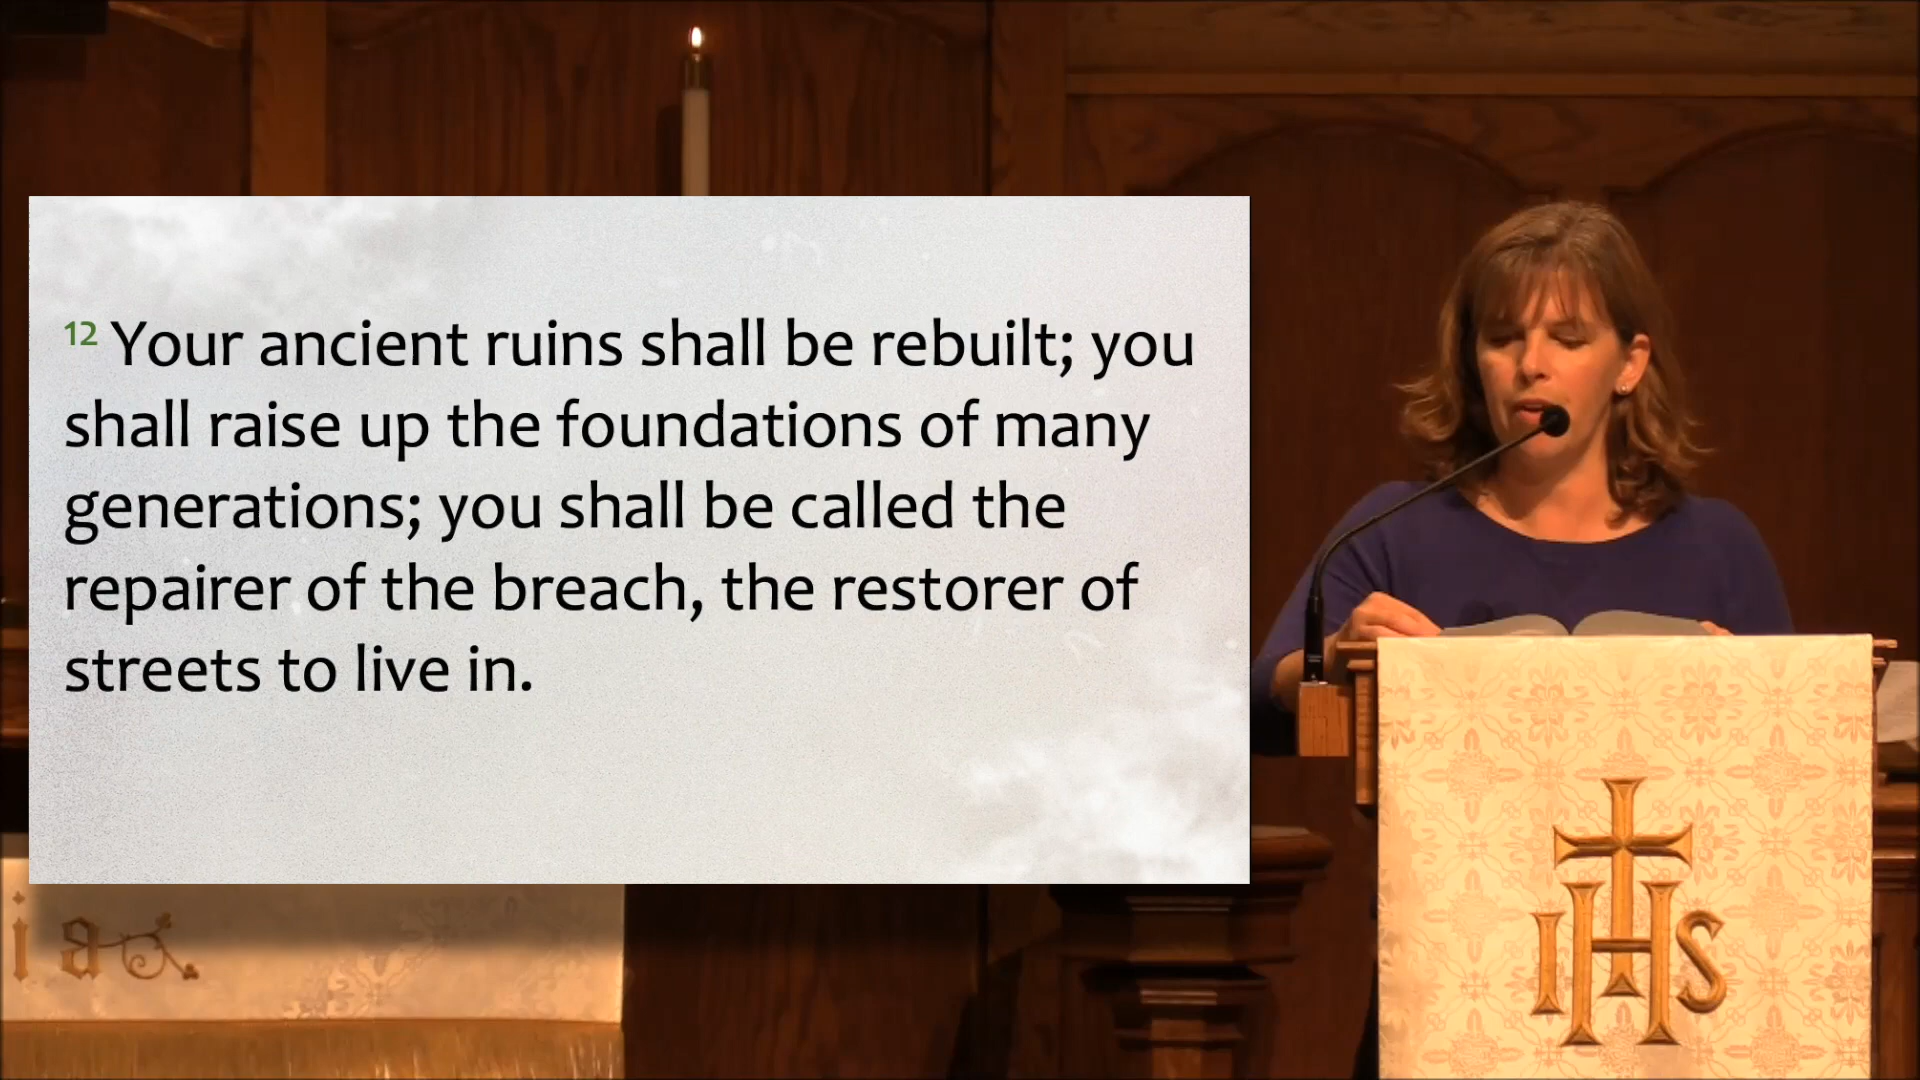 12 Your ancient ruins shall be rebuilt; you
shall raise up the foundations of many
generations; you shall be called the
repairer of the breach, the restorer of
streets to live in.
ia
IHS